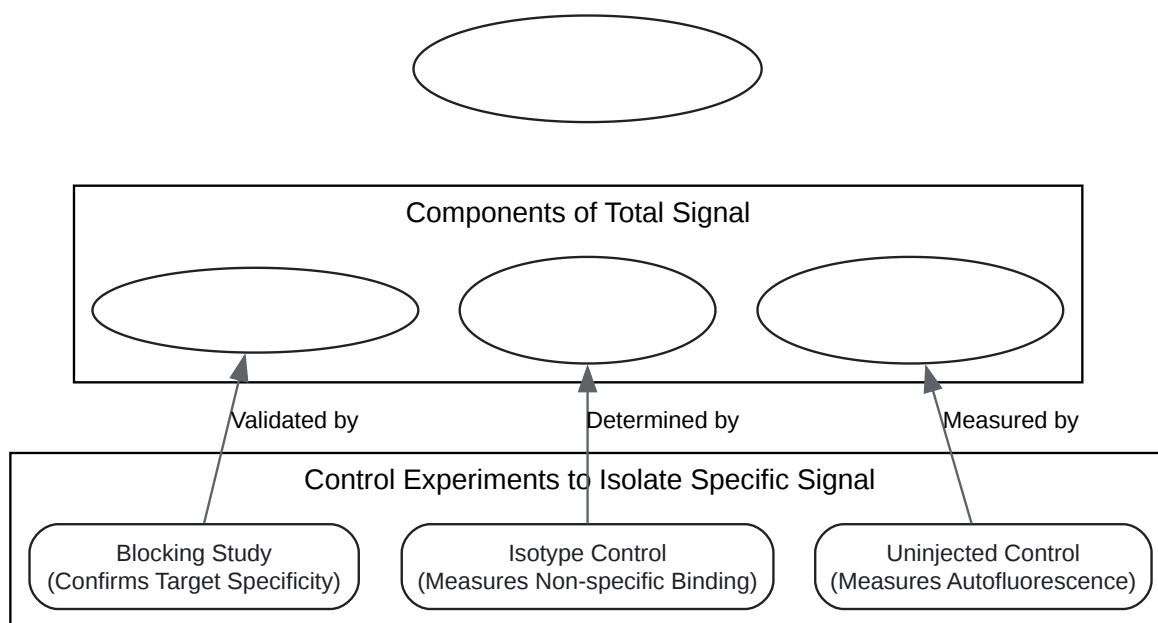 Components of Total Signal
Validated by
Determined by
Measured by
Control Experiments to Isolate Specific Signal
Blocking Study
(Confirms Target Specificity)
Isotype Control
(Measures Non-specific Binding)
Uninjected Control
(Measures Autofluorescence)